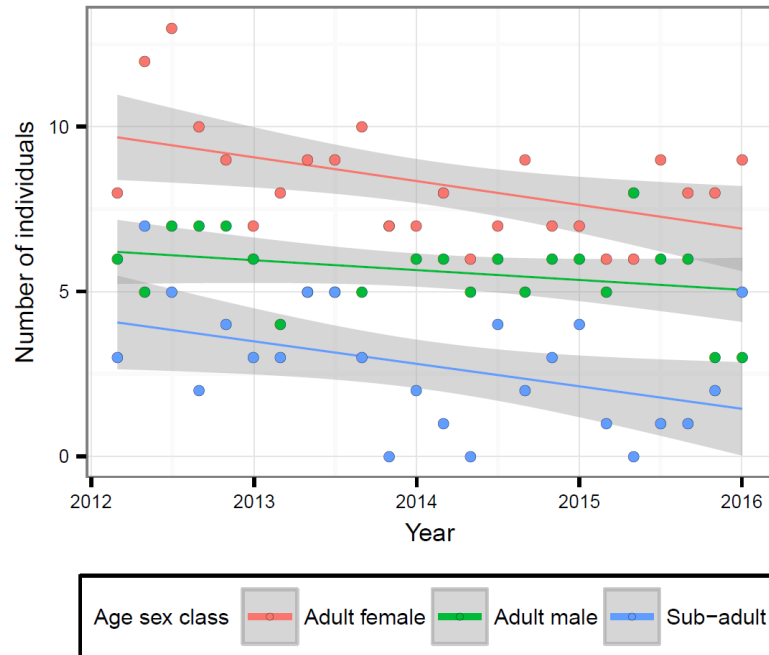 10
5
0
Number of individuals
2012 2013 2014 2015 2016
Year
Age sex class Adult female Adult male Sub−adult